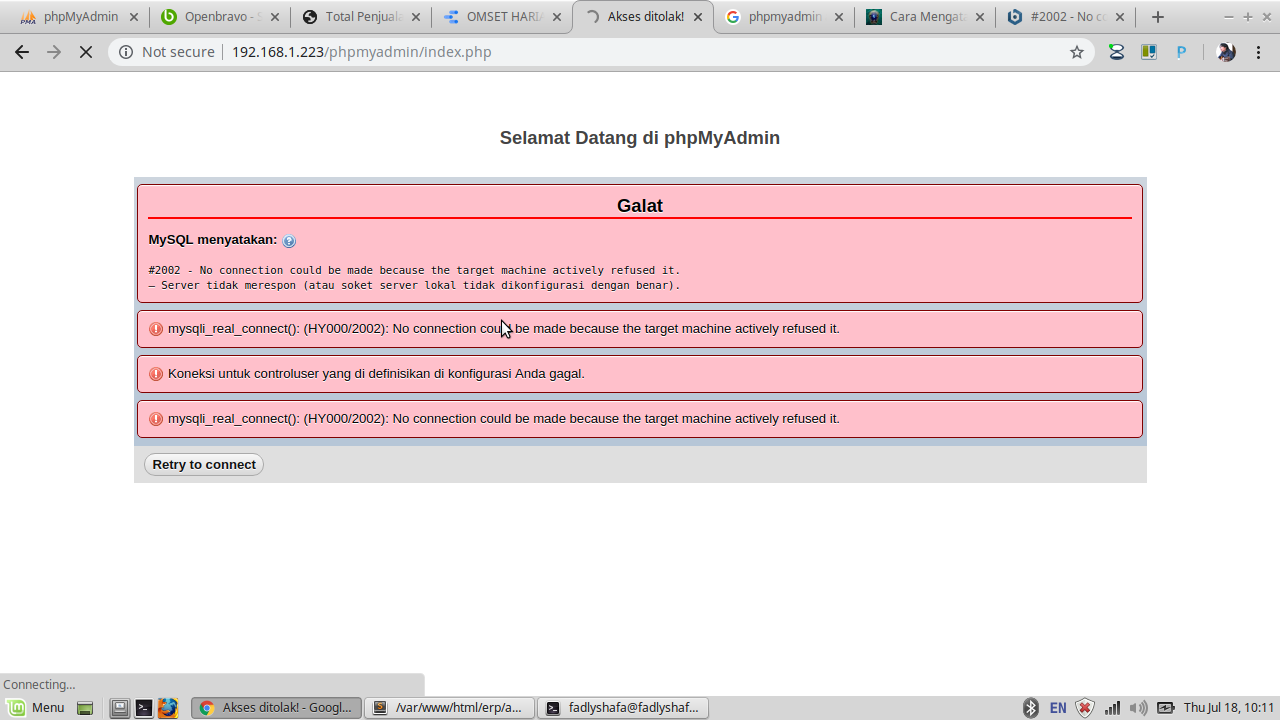 phpMyAdmin
Openbravo - S
Total Penjuala
OMSET HARIA
Akses ditolak!
phpmyadmin
Cara Mengata
#2002 - No co
Not secure
192.168.1.223/phpmyadmin/index.php
P
Selamat Datang di phpMyAdmin
Galat
MySQL menyatakan:
#2002 - No connection could be made because the target machine actively refused it.
— Server tidak merespon (atau soket server lokal tidak dikonfigurasi dengan benar).
mysqli_real_connect(): (HY000/2002): No connection could be made because the target machine actively refused it.
Koneksi untuk controluser yang di definisikan di konfigurasi Anda gagal.
mysqli_real_connect(): (HY000/2002): No connection could be made because the target machine actively refused it.
Retry to connect
Connecting...
Menu
Akses ditolak! - Googl...
/var/www/html/erp/a...
fadlyshafa@fadlyshaf...
EN
Thu Jul 18, 10:11